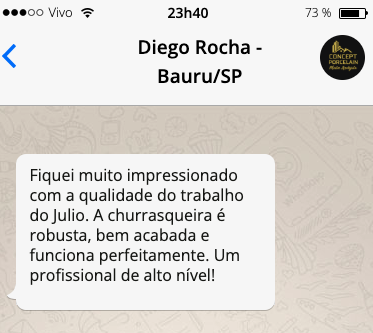 Vivo 23h40 73 %
Diego Rocha -
Bauru/SP
CONCEPT
PORCELAIN
Fiquei muito impressionado
com a qualidade do trabalho
do Julio. A churrasqueira é
robusta, bem acabada e
funciona perfeitamente. Um
profissional de alto nível!